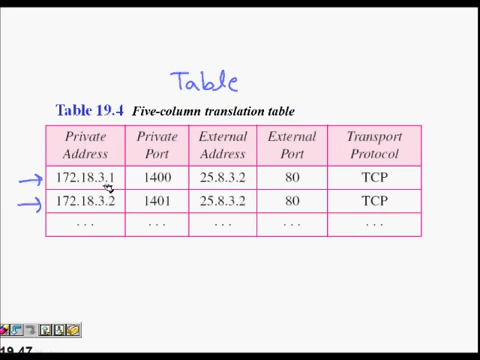 Table
Table 19.4 Five-column translation table
Private Address Private Port External Address External Port Transport Protocol
172.18.3.1 1400 25.8.3.2 80 TCP
172.18.3.2 1401 25.8.3.2 80 TCP
... ... ... ... ...
19.47